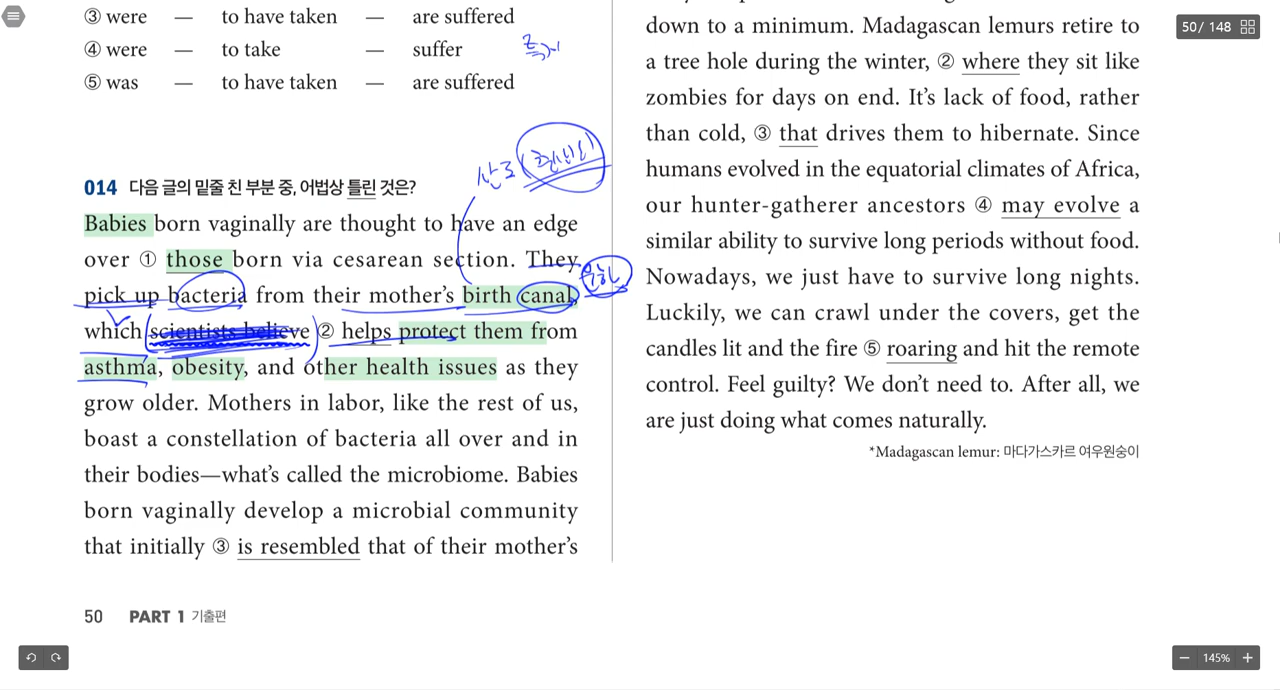 ③ were — to have taken — are suffered
④ were — to take — suffer
⑤ was — to have taken — are suffered
014 다음 글의 밑줄 친 부분 중, 어법상 틀린 것은?
산도
Babies born vaginally are thought to have an edge
over ① those born via cesarean section. They
pick up bacteria from their mother's birth canal,
which scientists believe ② helps protect them from
asthma, obesity, and other health issues as they
grow older. Mothers in labor, like the rest of us,
boast a constellation of bacteria all over and in
their bodies—what's called the microbiome. Babies
born vaginally develop a microbial community
that initially ③ is resembled that of their mother's
50 PART 1 기출편
down to a minimum. Madagascan lemurs retire to
a tree hole during the winter, ② where they sit like
zombies for days on end. It's lack of food, rather
than cold, ③ that drives them to hibernate. Since
humans evolved in the equatorial climates of Africa,
our hunter-gatherer ancestors ④ may evolve a
similar ability to survive long periods without food.
Nowadays, we just have to survive long nights.
Luckily, we can crawl under the covers, get the
candles lit and the fire ⑤ roaring and hit the remote
control. Feel guilty? We don't need to. After all, we
are just doing what comes naturally.
*Madagascan lemur: 마다가스카르 여우원숭이
50 / 148
145%